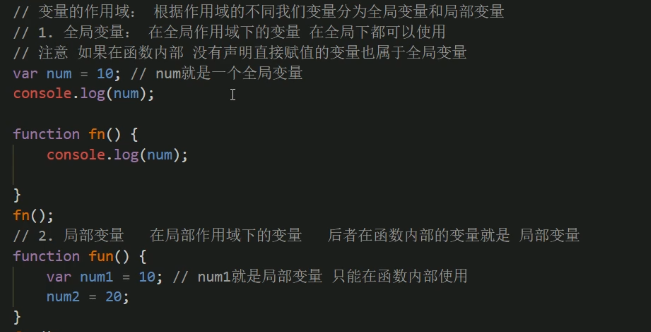 // 变量的作用域： 根据作用域的不同我们变量分为全局变量和局部变量
// 1. 全局变量： 在全局作用域下的变量 在全局下都可以使用
// 注意 如果在函数内部 没有声明直接赋值的变量也属于全局变量
var num = 10; // num就是一个全局变量
console.log(num);
function fn() {
console.log(num);
}
fn();
// 2. 局部变量 在局部作用域下的变量 后者在函数内部的变量就是 局部变量
function fun() {
var num1 = 10; // num1就是局部变量 只能在函数内部使用
num2 = 20;
}